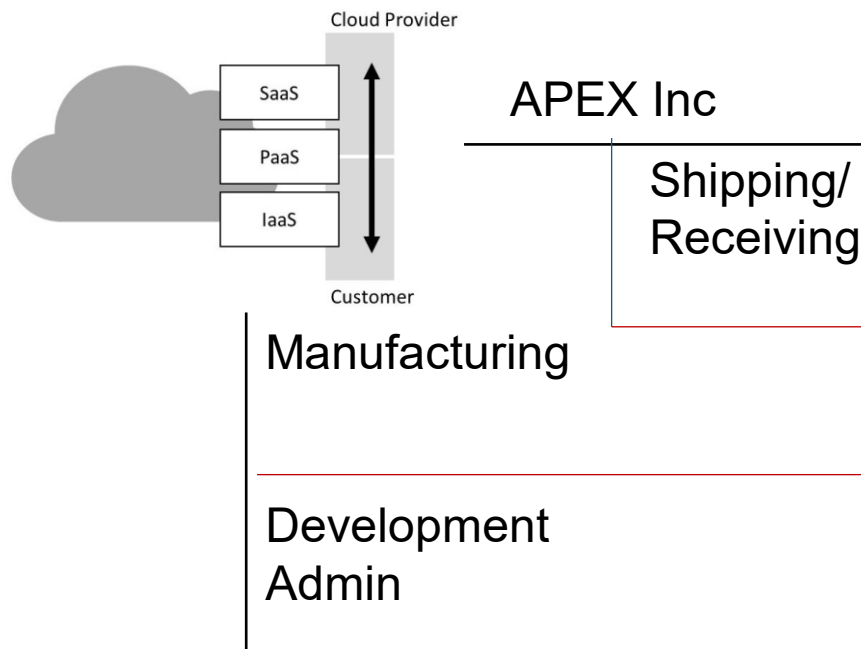 Cloud Provider
SaaS
PaaS
IaaS
Customer
APEX Inc
Shipping/
Receiving
Manufacturing
Development
Admin